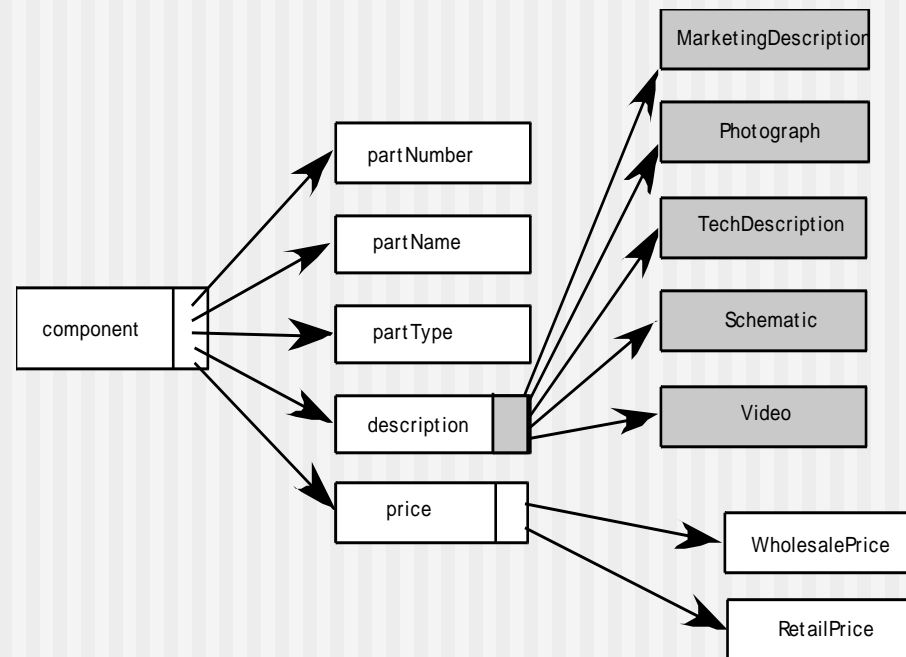 MarketingDescription
Photograph
partNumber
TechDescription
partName
Schematic
component
partType
Video
description
price
WholesalePrice
RetailPrice